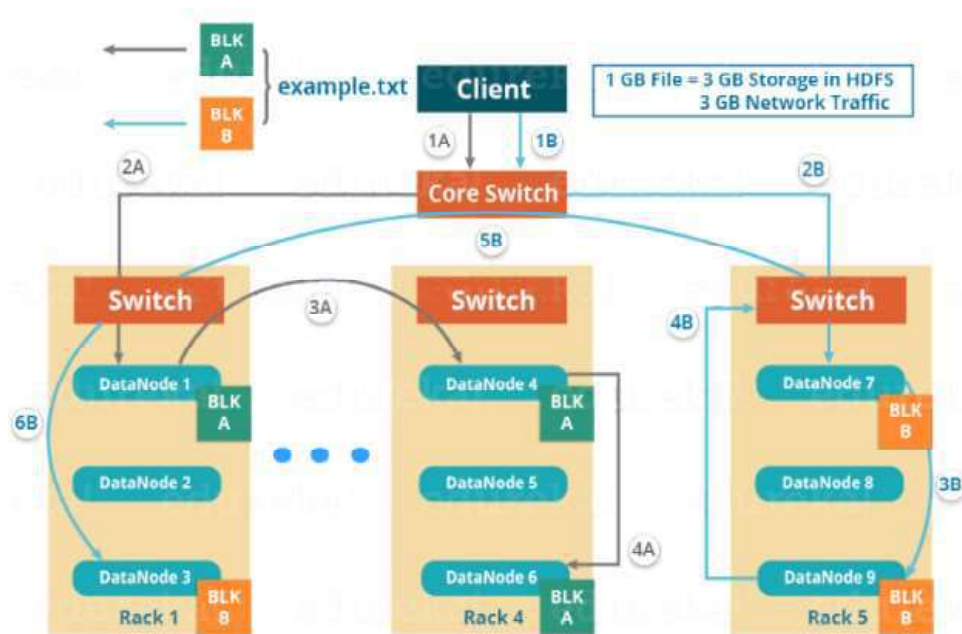 BLK
A
example.txt
BLK
B
Client
1 GB File = 3 GB Storage in HDFS
3 GB Network Traffic
1A
1B
2A
2B
Core Switch
5B
Switch
Switch
Switch
3A
4B
DataNode 1
BLK
A
DataNode 4
BLK
A
DataNode 7
BLK
B
6B
DataNode 2
DataNode 5
DataNode 8
3B
4A
DataNode 3
BLK
B
DataNode 6
BLK
A
DataNode 9
BLK
B
Rack 1
Rack 4
Rack 5